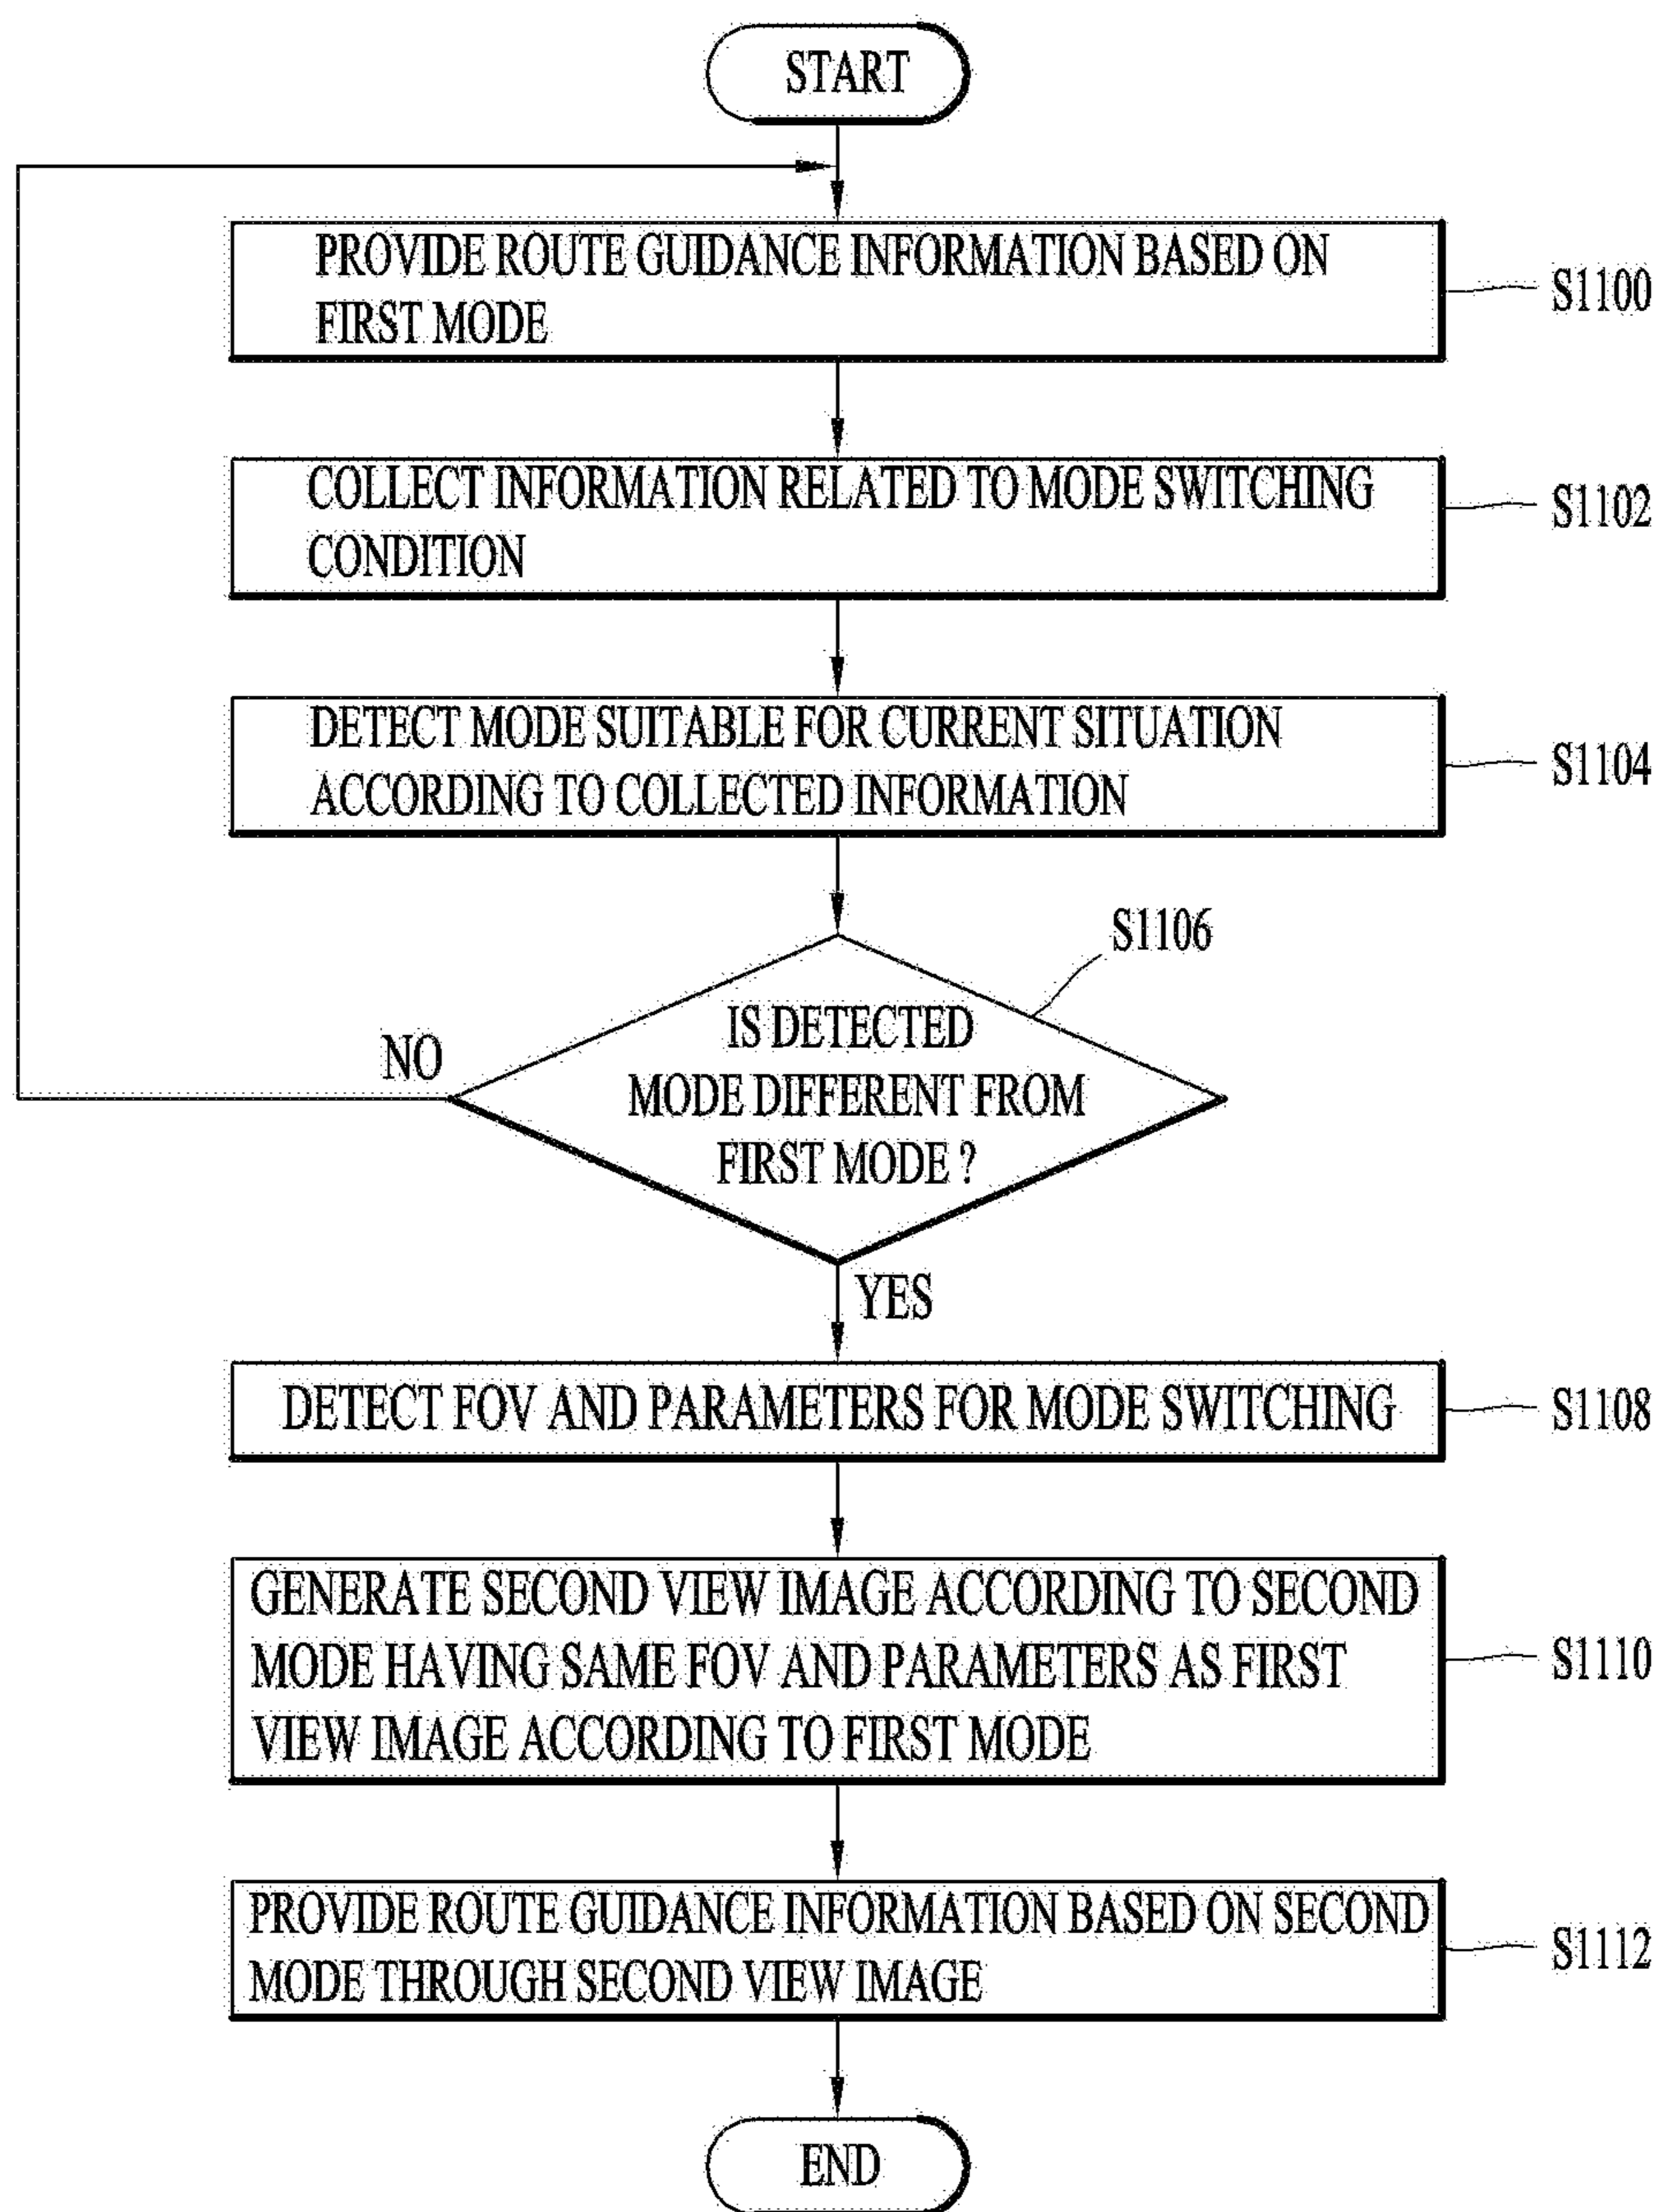 START
PROVIDE ROUTE GUIDANCE INFORMATION BASED ON
FIRST MODE
S1100
COLLECT INFORMATION RELATED TO MODE SWITCHING
CONDITION
S1102
DETECT MODE SUITABLE FOR CURRENT SITUATION
ACCORDING TO COLLECTED INFORMATION
S1104
S1106
IS DETECTED
MODE DIFFERENT FROM
FIRST MODE ?
NO
YES
DETECT FOV AND PARAMETERS FOR MODE SWITCHING
S1108
GENERATE SECOND VIEW IMAGE ACCORDING TO SECOND
MODE HAVING SAME FOV AND PARAMETERS AS FIRST
VIEW IMAGE ACCORDING TO FIRST MODE
S1110
PROVIDE ROUTE GUIDANCE INFORMATION BASED ON SECOND
MODE THROUGH SECOND VIEW IMAGE
S1112
END